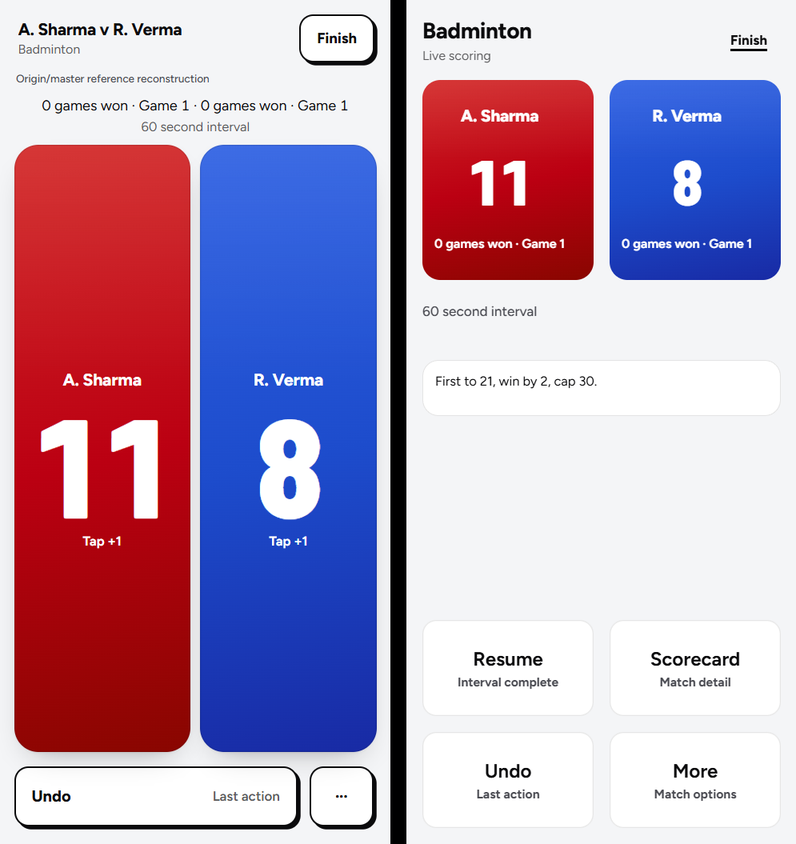 A. Sharma v R. Verma
Badminton
Finish
Origin/master reference reconstruction
0 games won · Game 1 · 0 games won · Game 1
60 second interval
A. Sharma
11
Tap +1
R. Verma
8
Tap +1
Undo
Last action
···
Badminton
Live scoring
Finish
A. Sharma
11
0 games won · Game 1
R. Verma
8
0 games won · Game 1
60 second interval
First to 21, win by 2, cap 30.
Resume
Interval complete
Scorecard
Match detail
Undo
Last action
More
Match options